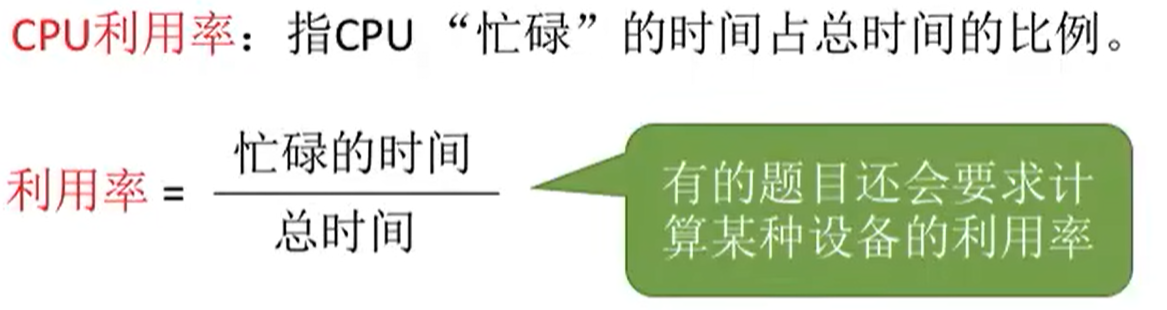 CPU利用率：指CPU “忙碌”的时间占总时间的比例。
忙碌的时间
利用率 =
总时间
有的题目还会要求计
算某种设备的利用率